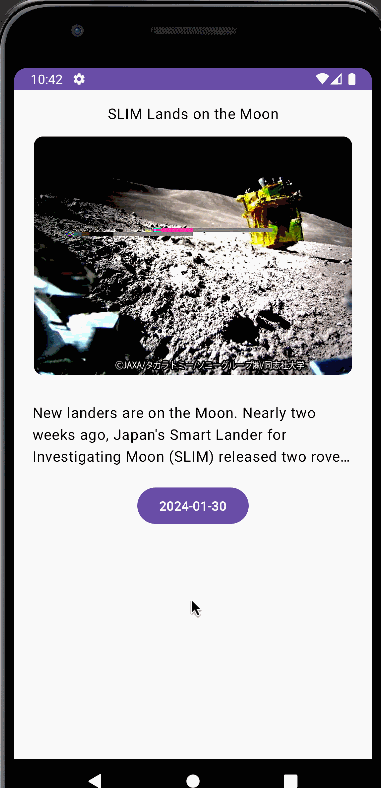 10:42
SLIM Lands on the Moon
©JAXA/タカラトミー/ソニーグループ㈱/同志社大学
New landers are on the Moon. Nearly two
weeks ago, Japan's Smart Lander for
Investigating Moon (SLIM) released two rove…
2024-01-30